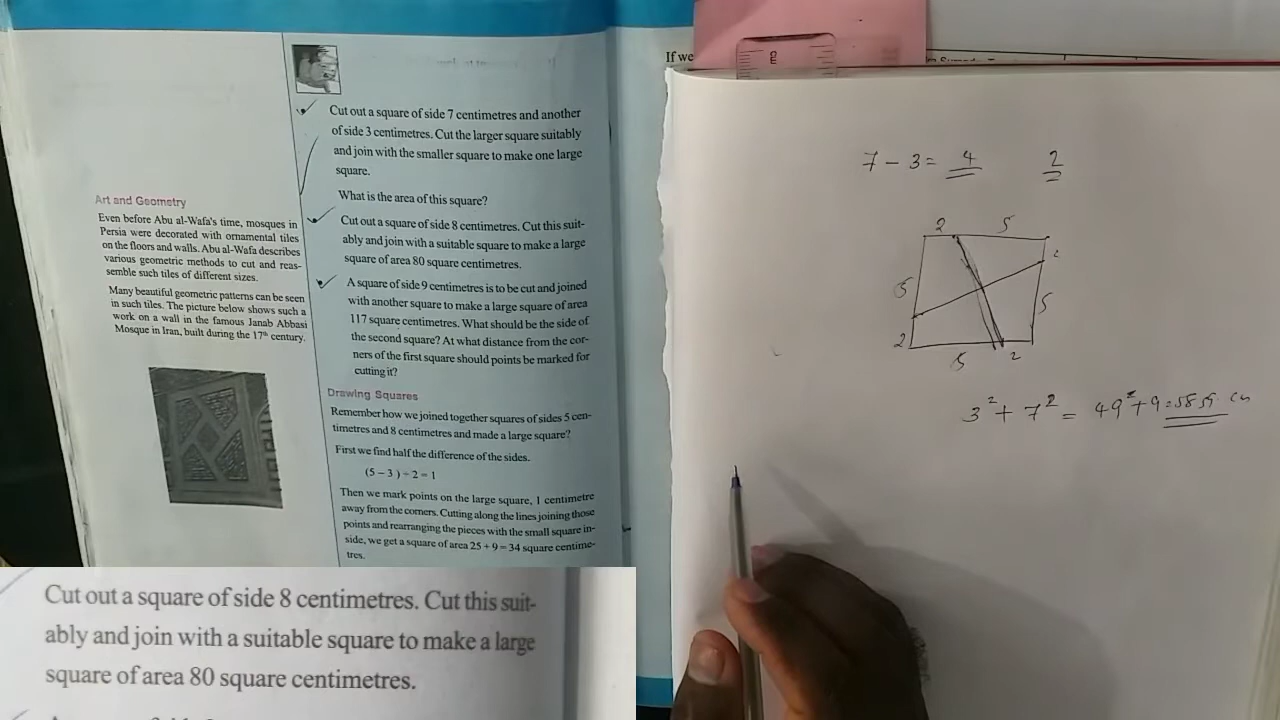 Art and Geometry
Even before Abu al-Wafa's time, mosques in
Persia were decorated with ornamental tiles
on the floors and walls. Abu al-Wafa describes
various geometric methods to cut and reas-
semble such tiles of different sizes.
Many beautiful geometric patterns can be seen
in such tiles. The picture below shows such a
work on a wall in the famous Janab Abbasi
Mosque in Iran, built during the 17th century.
Cut out a square of side 7 centimetres and another
of side 3 centimetres. Cut the larger square suitably
and join with the smaller square to make one large
square.
What is the area of this square?
Cut out a square of side 8 centimetres. Cut this suit-
ably and join with a suitable square to make a large
square of area 80 square centimetres.
A square of side 9 centimetres is to be cut and joined
with another square to make a large square of area
117 square centimetres. What should be the side of
the second square? At what distance from the cor-
ners of the first square should points be marked for
cutting it?
Drawing Squares
Remember how we joined together squares of sides 5 cen-
timetres and 8 centimetres and made a large square?
First we find half the difference of the sides.
(5 – 3) ÷ 2 = 1
Then we mark points on the large square, 1 centimetre
away from the corners. Cutting along the lines joining those
points and rearranging the pieces with the small square in-
side, we get a square of area 25 + 9 = 34 square centime-
tres.
If we
7 - 3 = 4 2
2 5
5
5
2
5 2
3² + 7² =
Cut out a square of side 8 centimetres. Cut this suit-
ably and join with a suitable square to make a large
square of area 80 square centimetres.